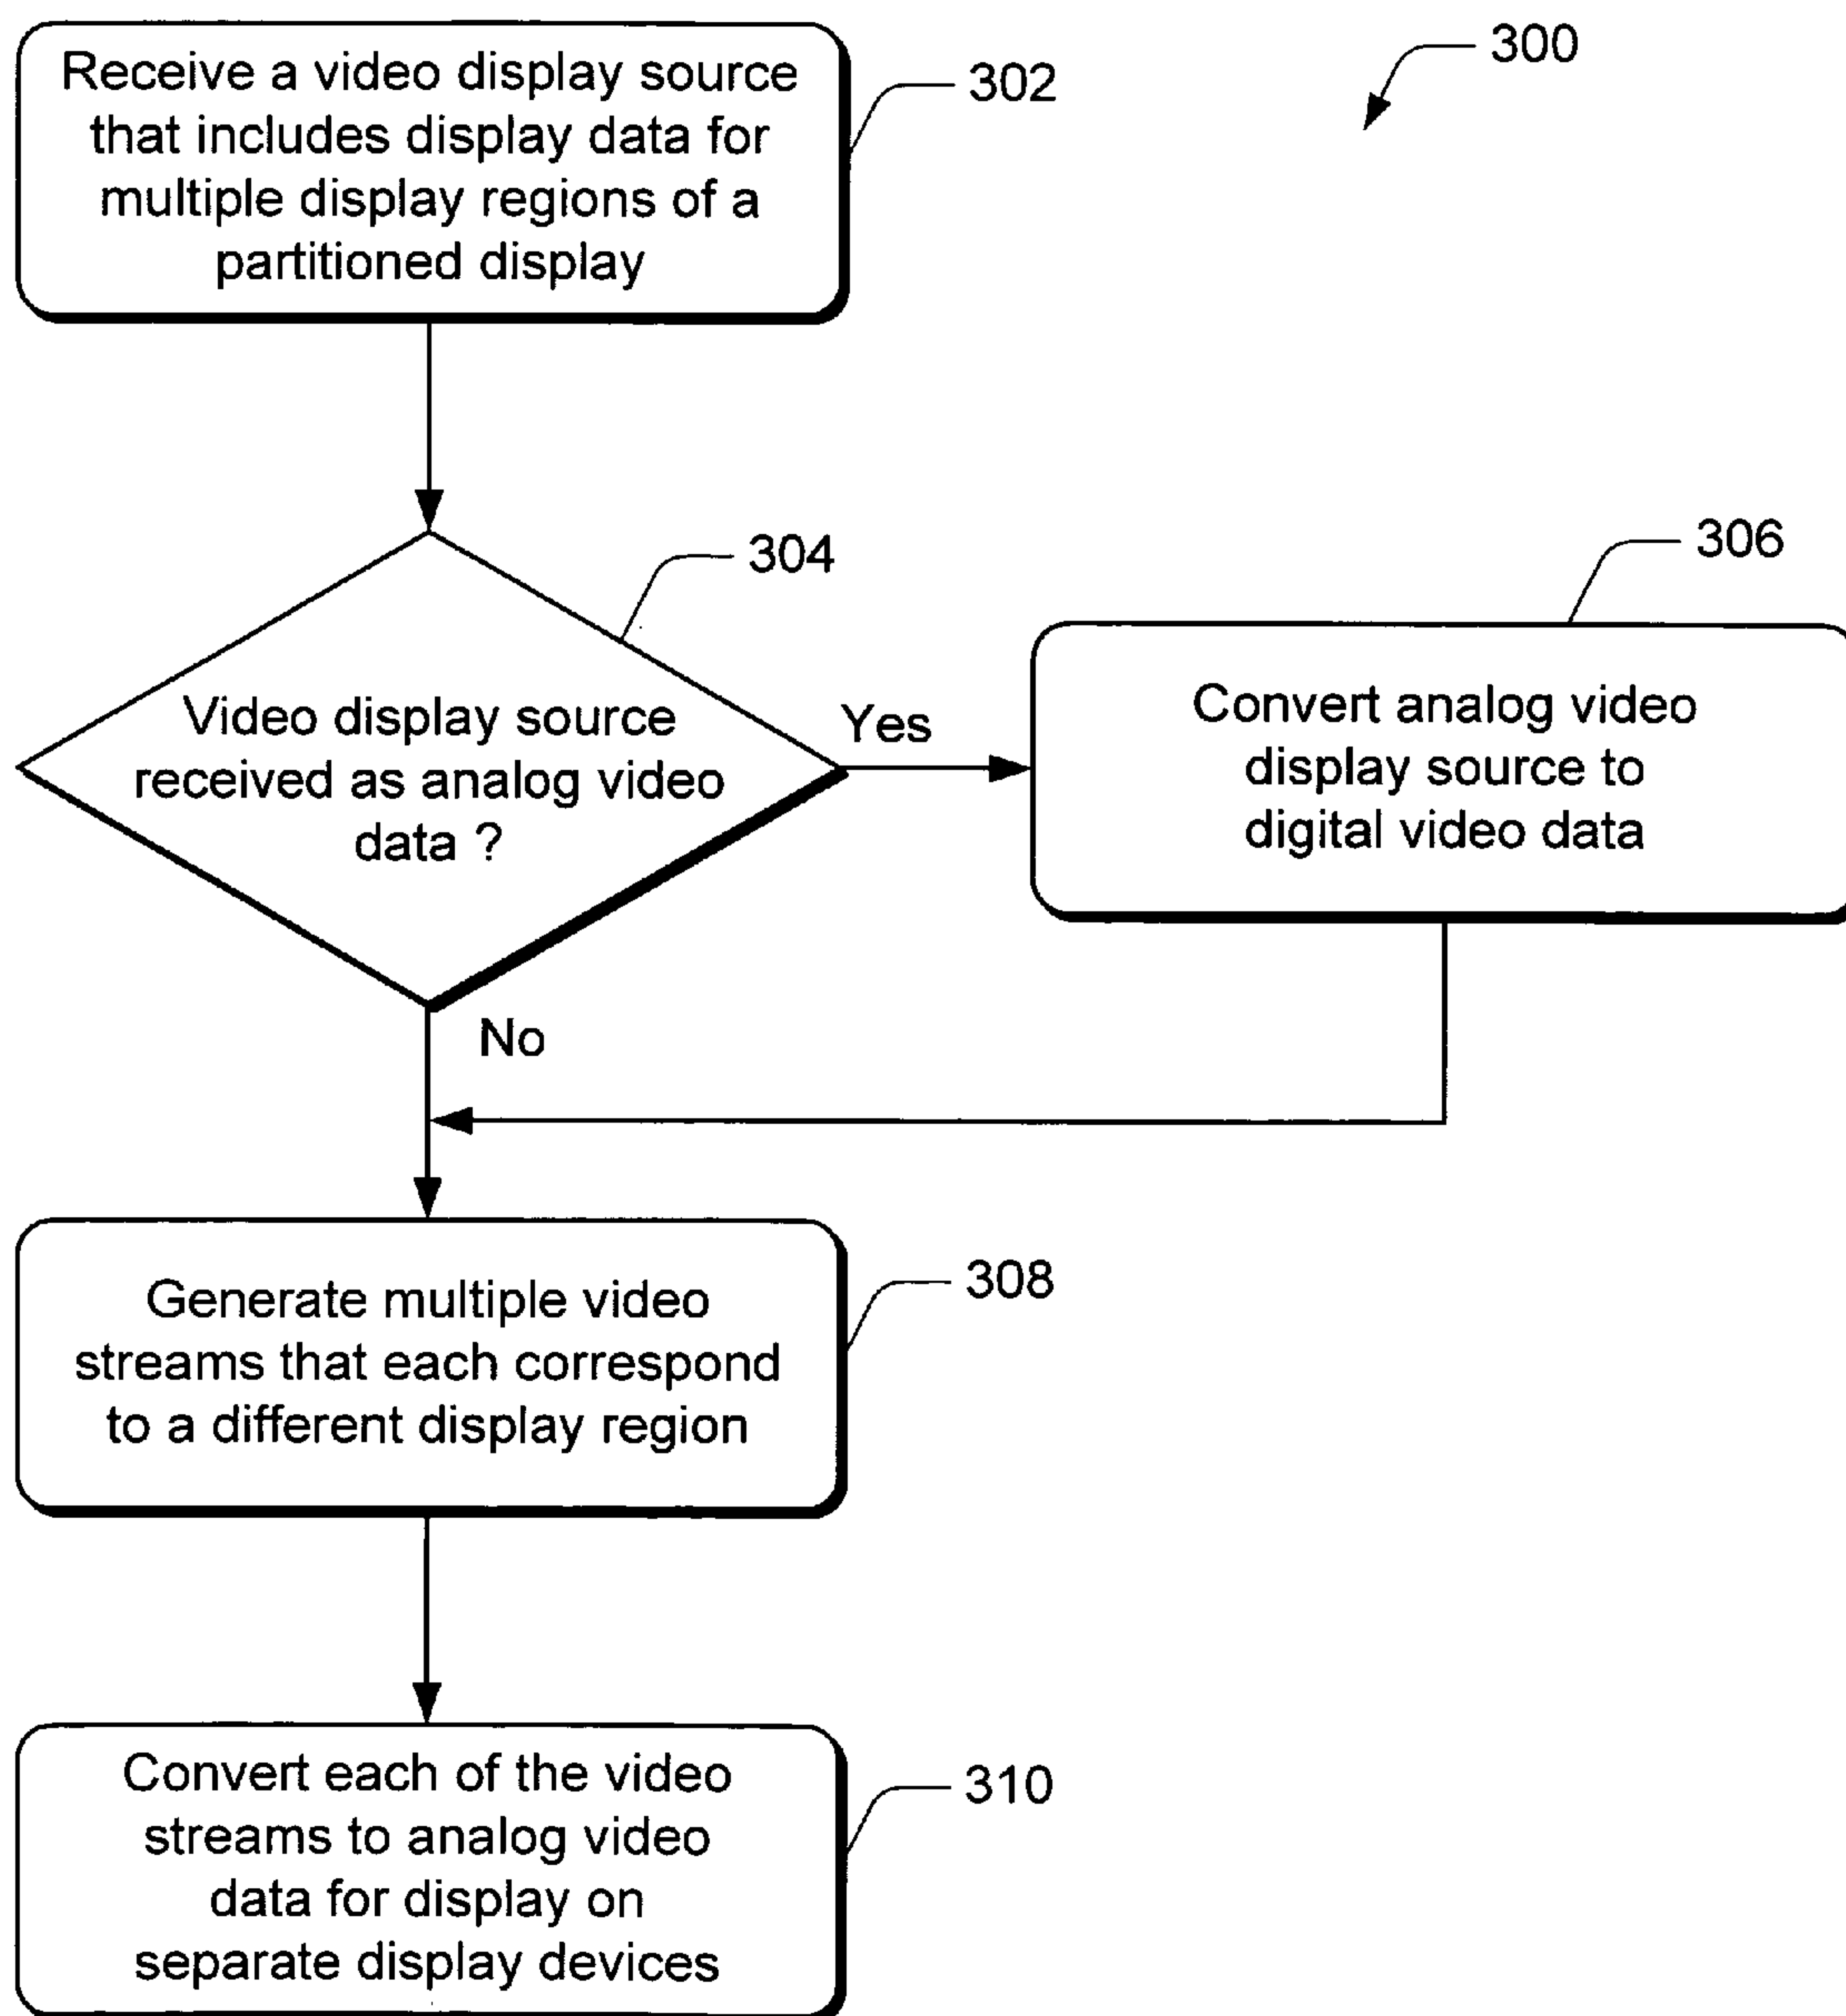 300
Receive a video display source
that includes display data for
multiple display regions of a
partitioned display
302
304
Video display source
received as analog video
data ?
Yes
306
Convert analog video
display source to
digital video data
No
Generate multiple video
streams that each correspond
to a different display region
308
Convert each of the video
streams to analog video
data for display on
separate display devices
310